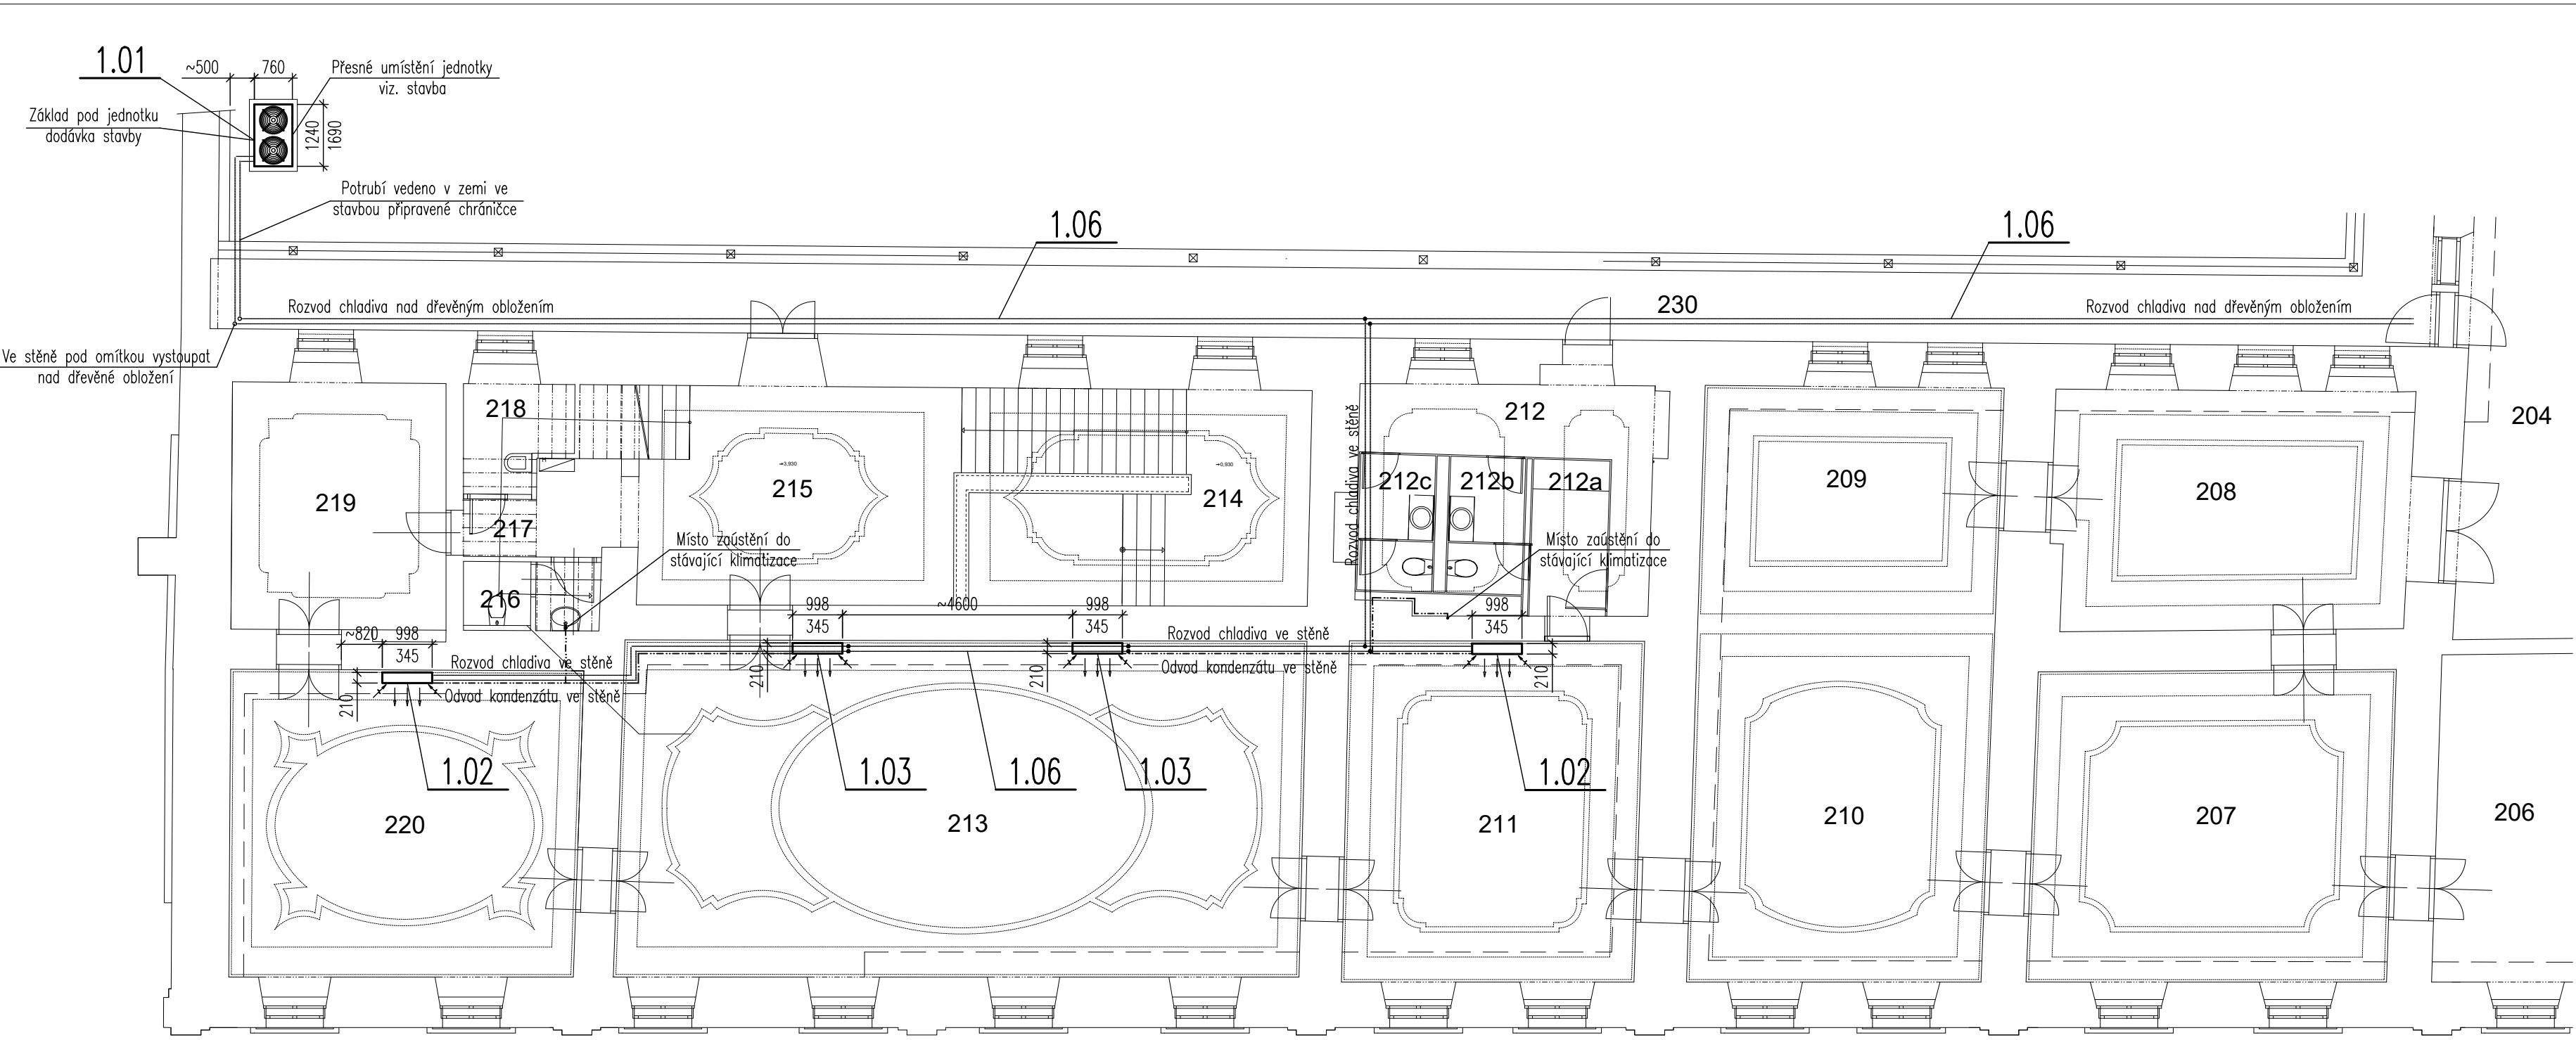 1.01
~500
760
Přesné umístění jednotky
viz. stavba
Základ pod jednotku
dodávka stavby
1240
1690
Potrubí vedeno v zemi ve
stavbou připravené chráničce
1.06
1.06
Rozvod chladiva nad dřevěným obložením
230
Rozvod chladiva nad dřevěným obložením
Ve stěně pod omítkou vystoupat
nad dřevěné obložení
218
212
204
Rozvod chladiva ve stěně
+3,930
+0,930
219
215
214
212c
212b
212a
209
208
217
Místo zaústění do
stávající klimatizace
Místo zaústění do
stávající klimatizace
216
998
345
~4600
998
345
998
345
~820
998
345
Rozvod chladiva ve stěně
Rozvod chladiva ve stěně
Odvod kondenzátu ve stěně
Odvod kondenzátu ve stěně
210
210
210
210
1.02
1.03
1.06
1.03
1.02
220
213
211
210
207
206